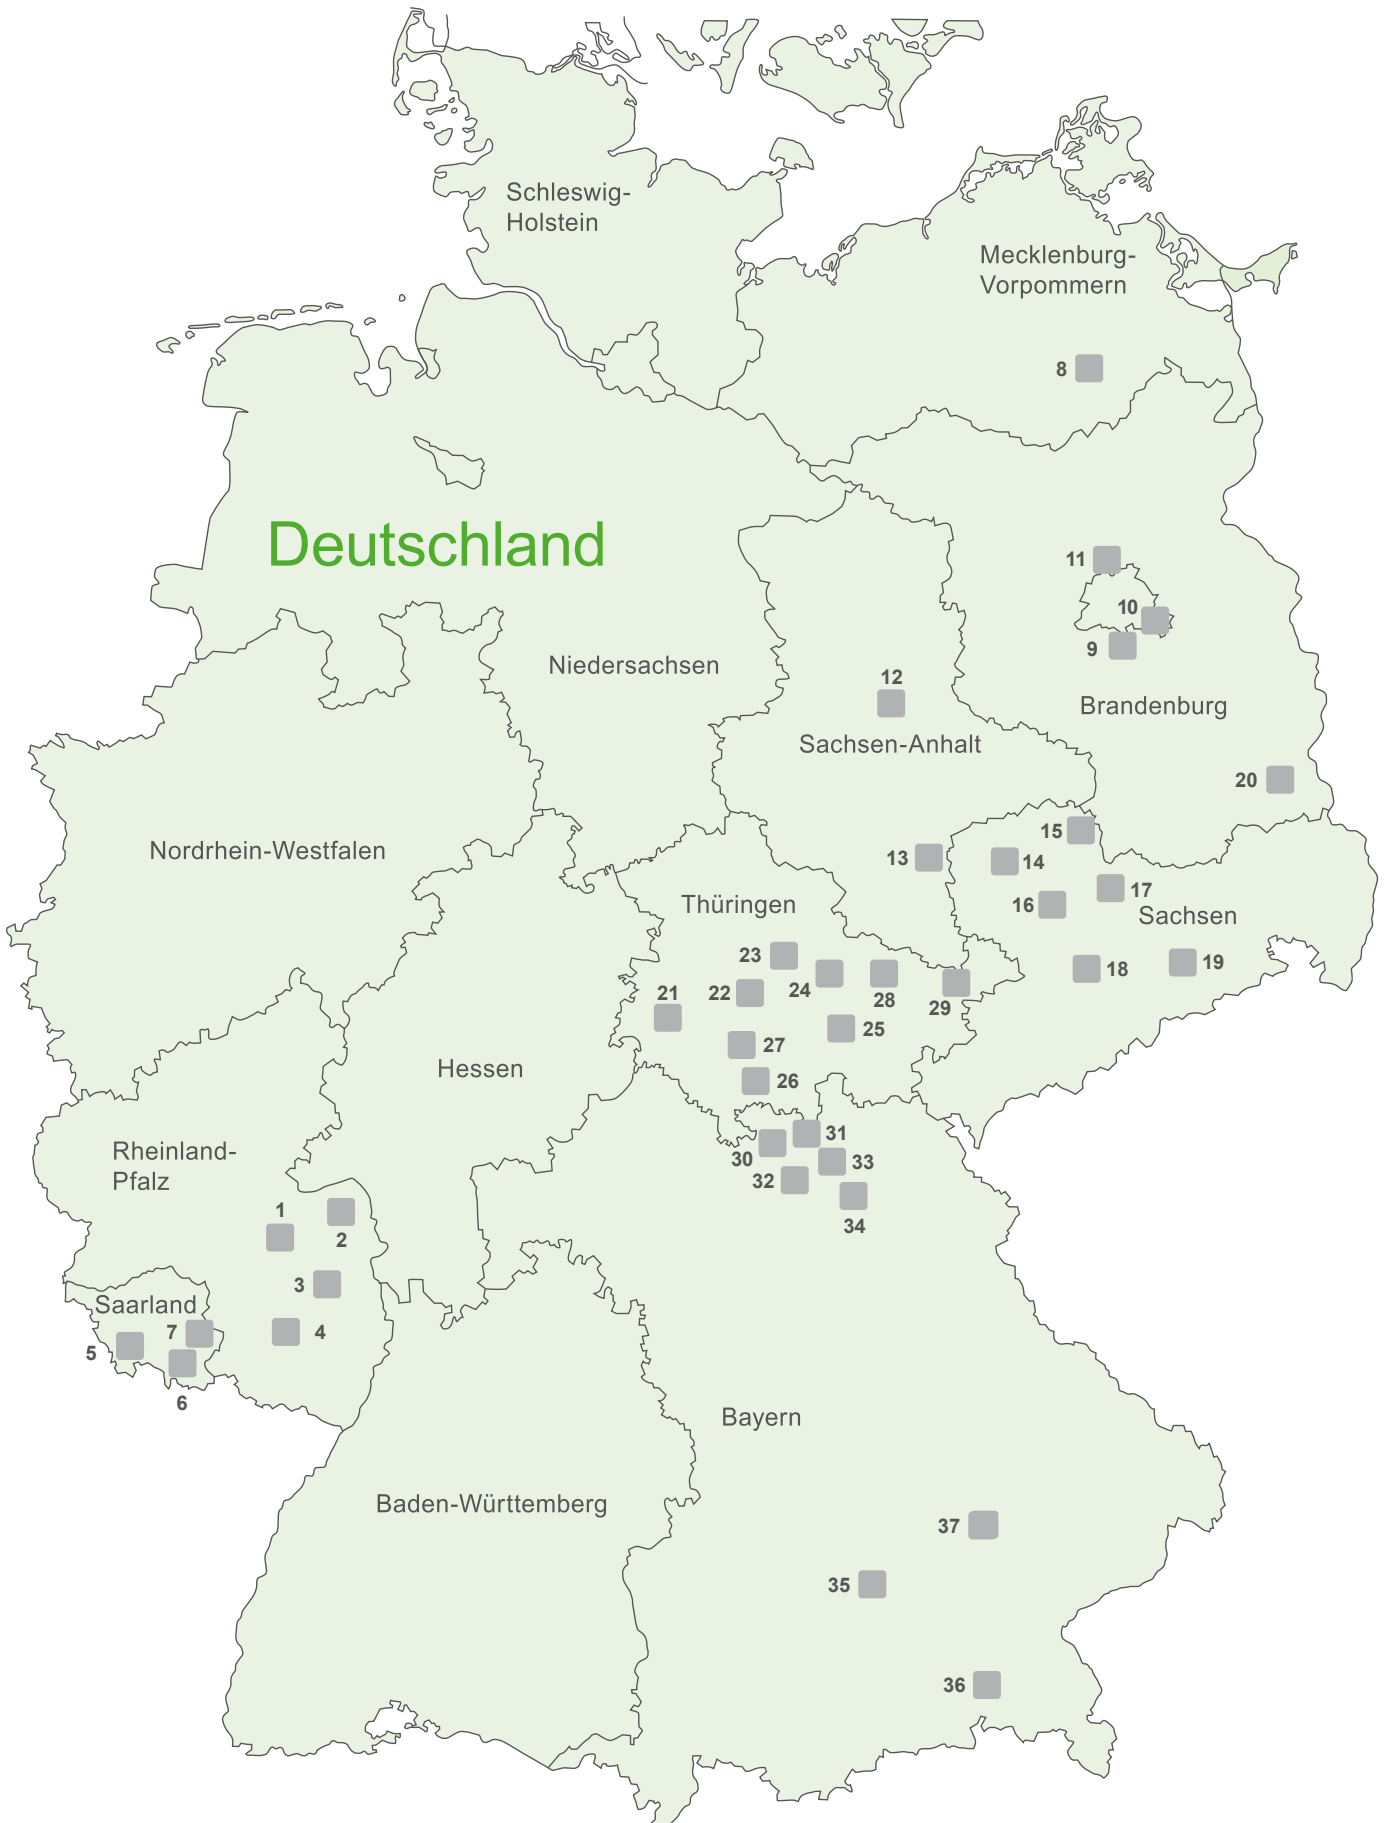 Schleswig-
Holstein
Mecklenburg-
Vorpommern
8
Deutschland
11
10
9
Niedersachsen
12
Brandenburg
Sachsen-Anhalt
20
15
Nordrhein-Westfalen
13
14
17
16
Sachsen
Thüringen
23
18
19
22
24
28
29
21
25
27
Hessen
26
31
Rheinland-
Pfalz
30
33
32
1
34
2
3
Saarland
7
4
5
6
Bayern
Baden-Württemberg
37
35
36